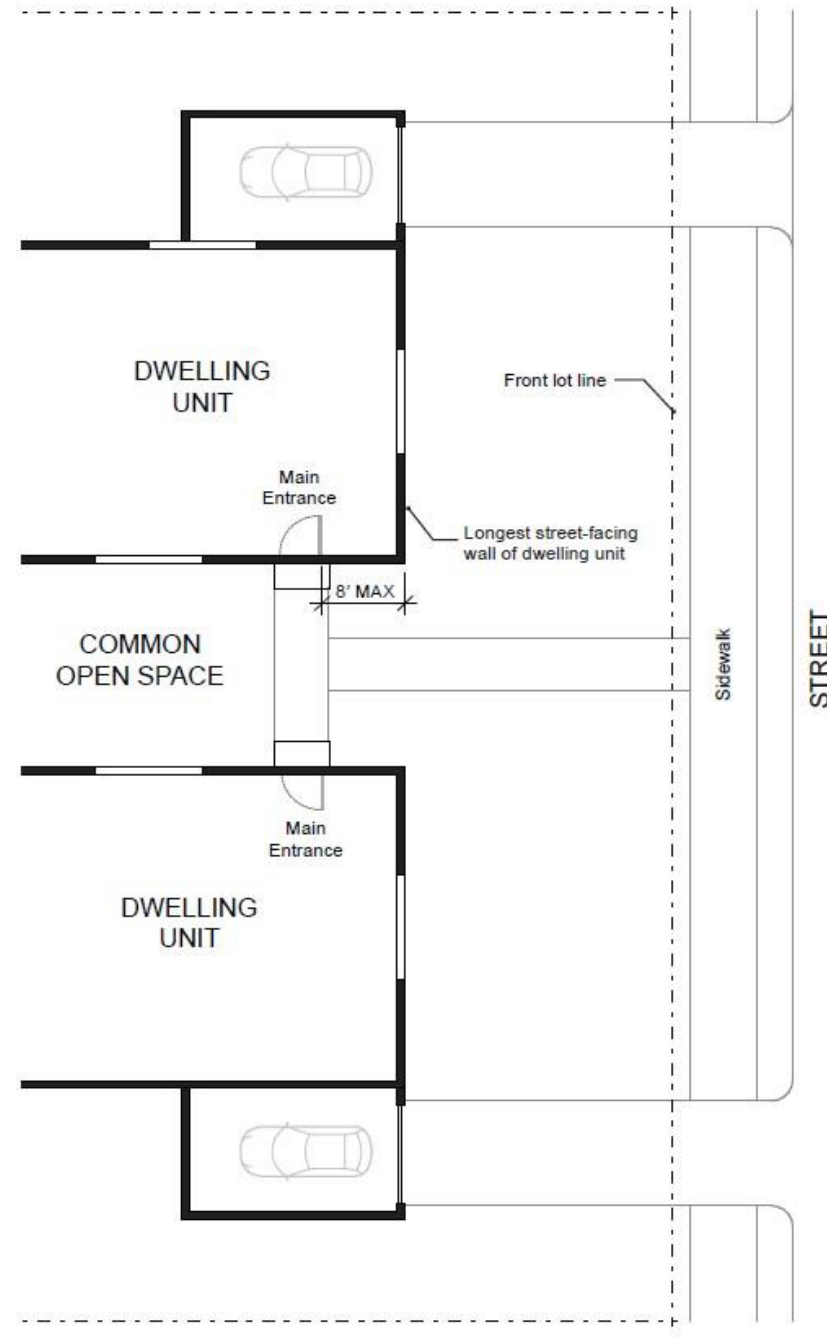 DWELLING
UNIT
Front lot line
Main
Entrance
Longest street-facing
wall of dwelling unit
8' MAX
COMMON
OPEN SPACE
Sidewalk
STREET
Main
Entrance
DWELLING
UNIT